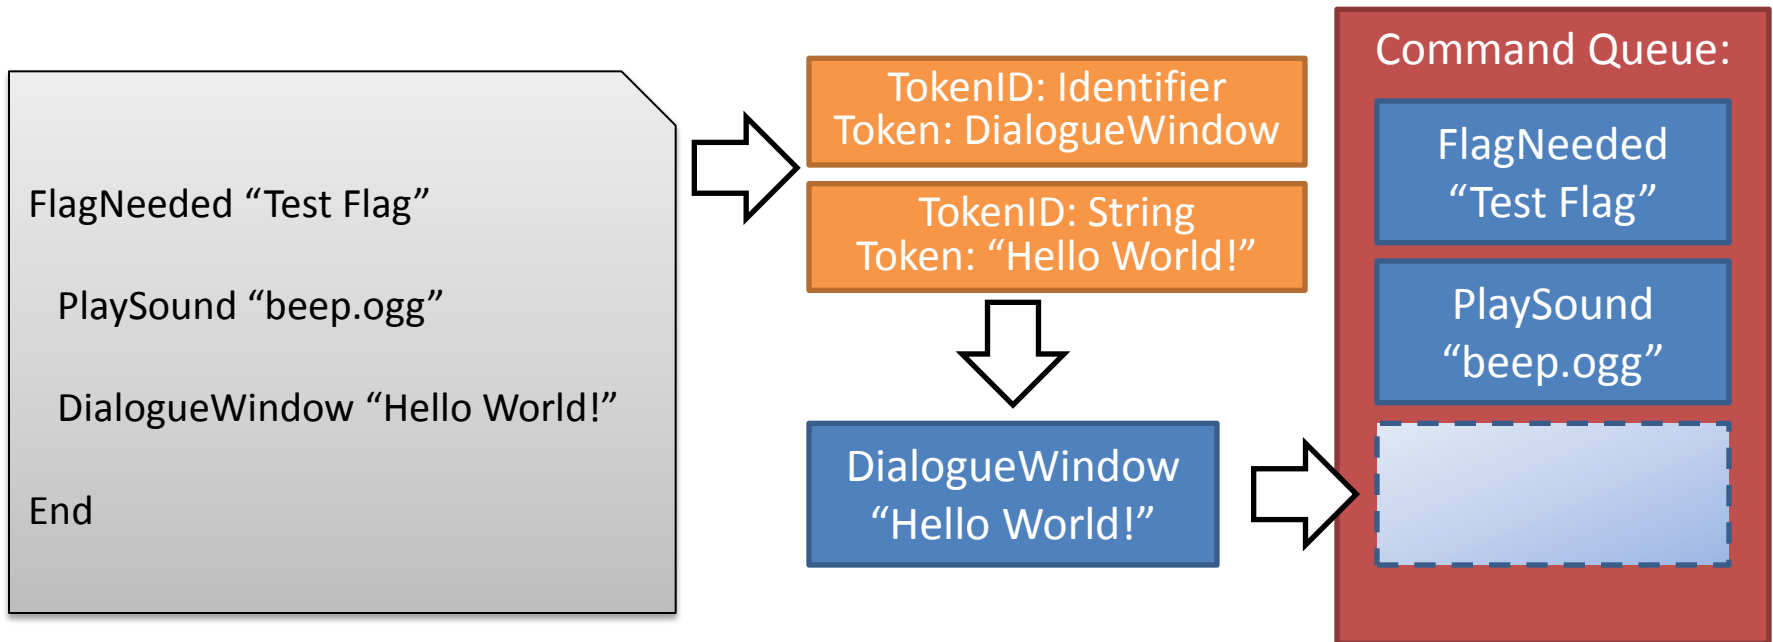 FlagNeeded “Test Flag”
PlaySound “beep.ogg”
DialogueWindow “Hello World!”
End
TokenID: Identifier
Token: DialogueWindow
TokenID: String
Token: “Hello World!”
DialogueWindow
“Hello World!”
Command Queue:
FlagNeeded
“Test Flag”
PlaySound
“beep.ogg”